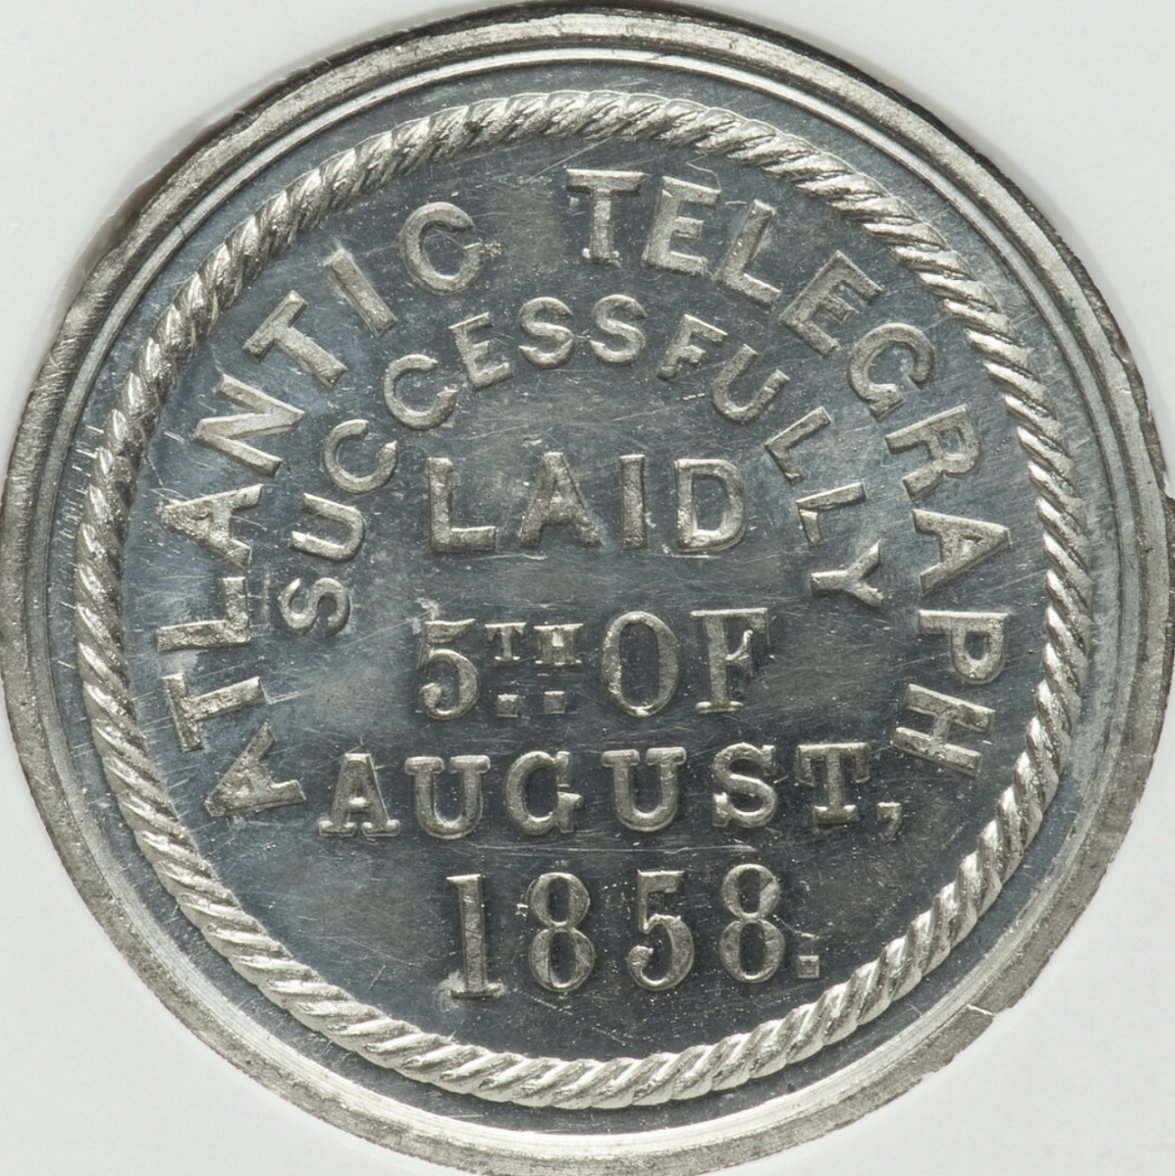 ATLANTIC TELEGRAPH
SUCCESSFULLY
LAID
5TH OF
AUGUST,
1858.